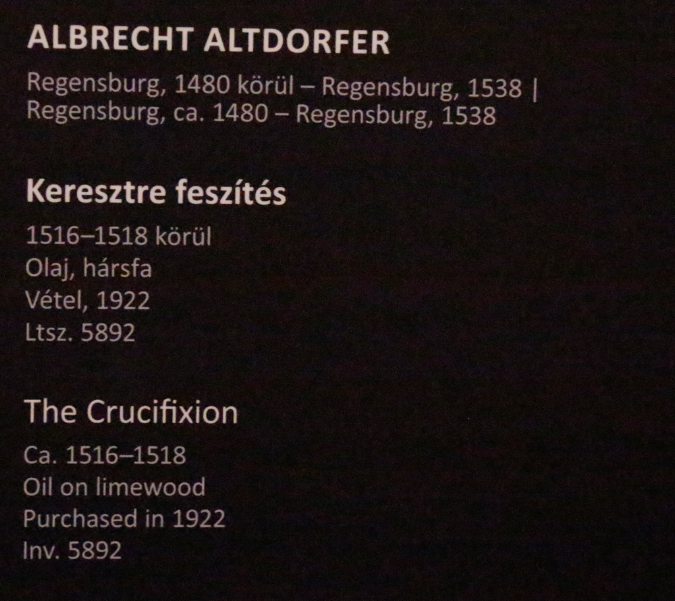 ALBRECHT ALTDORFER
Regensburg, 1480 körül – Regensburg, 1538 |
Regensburg, ca. 1480 – Regensburg, 1538
Keresztre feszítés
1516–1518 körül
Olaj, hársfa
Vétel, 1922
Ltsz. 5892
The Crucifixion
Ca. 1516–1518
Oil on limewood
Purchased in 1922
Inv. 5892